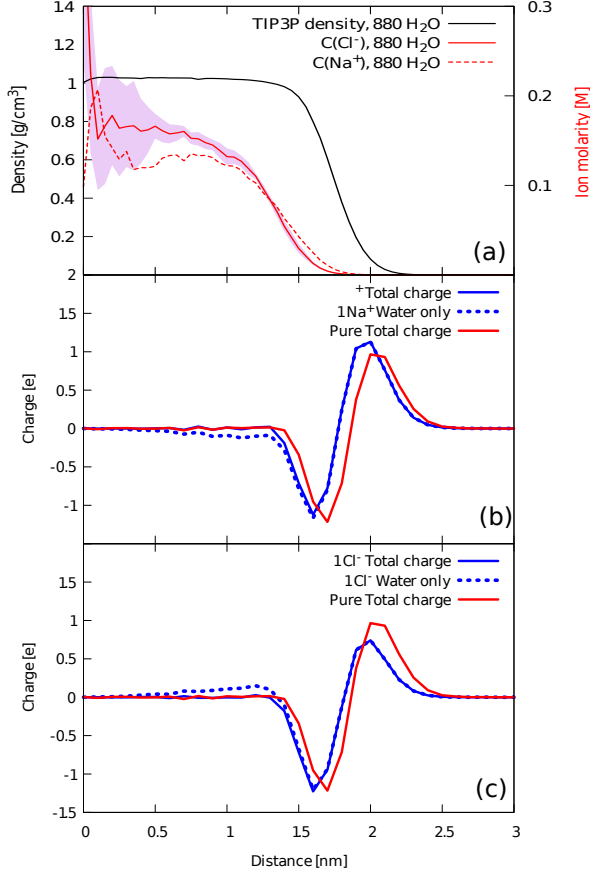 14
1.2
1
0.8
0.6
0.4
0.2
2
Density [g/cm³]
0.3
0.2
0.1
Ion molarity [M]
TIP3P density, 880 H₂O
C(Cl⁻), 880 H₂O
C(Na⁺), 880 H₂O
(a)
15
1
0.5
0
-0.5
-1
Charge [e]
⁺Total charge
1Na⁺Water only
Pure Total charge
(b)
15
1
0.5
0
-0.5
-1
-15
Charge [e]
1Cl⁻ Total charge
1Cl⁻ Water only
Pure Total charge
(c)
0
0.5
1
15
2
2.5
3
Distance [nm]